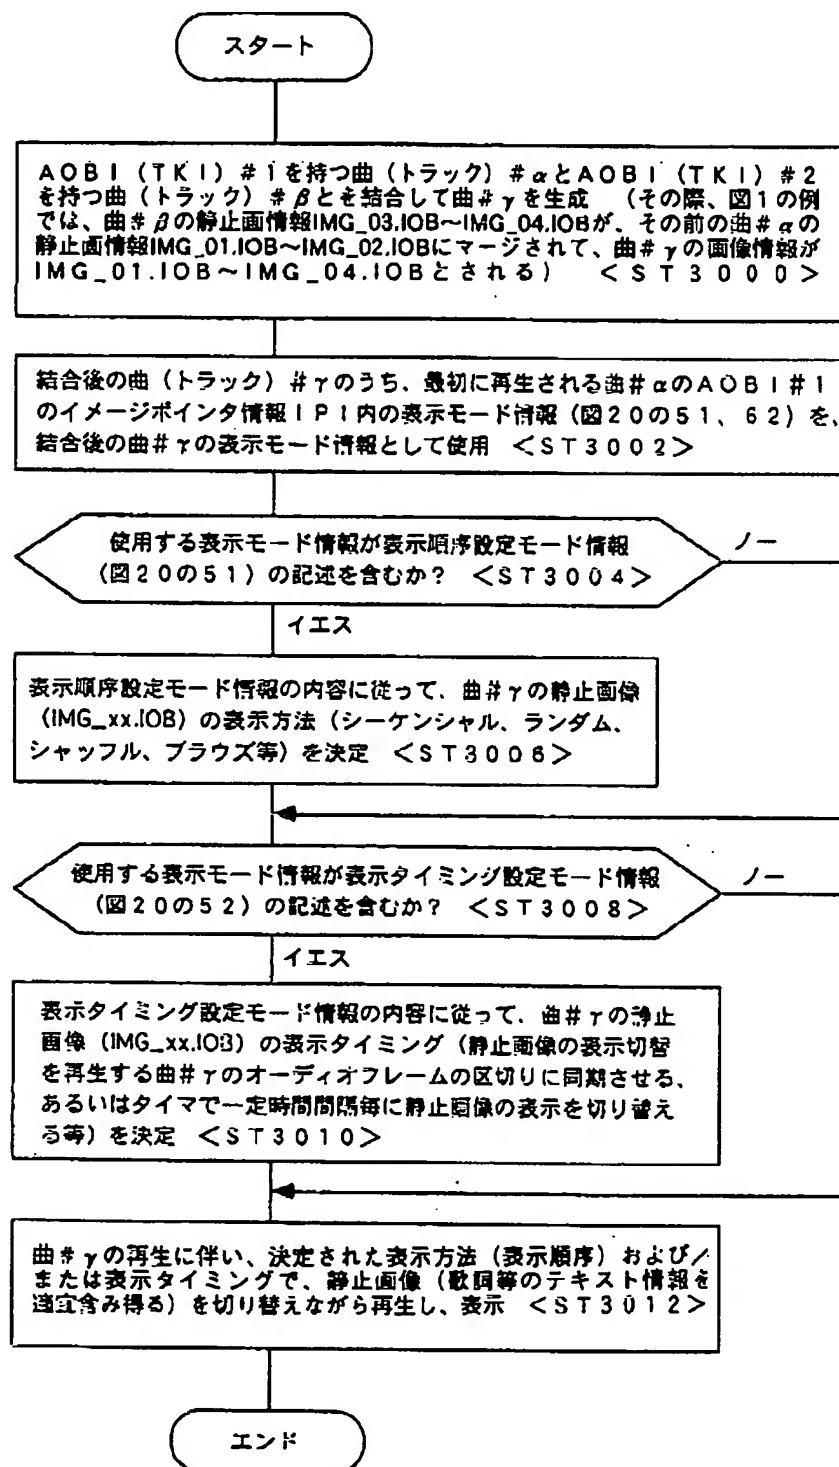 スタート
AOBI(TKI)#1を持つ曲(トラック)#αとAOBI(TKI)#2
を持つ曲(トラック)#βとを結合して曲#γを生成 (その際、図1の例
では、曲#βの静止画情報IMG_03.IOB～IMG_04.IOBが、その前の曲#αの
静止画情報IMG_01.IOB～IMG_02.IOBにマージされて、曲#γの画像情報が
IMG_01.IOB～IMG_04.IOBとされる) <ST3000>
結合後の曲(トラック)#γのうち、最初に再生される曲#αのAOBI#1
のイメージポインタ情報IPI内の表示モード情報(図20の51、62)を、
結合後の曲#γの表示モード情報として使用 <ST3002>
使用する表示モード情報が表示順序設定モード情報
(図20の51)の記述を含むか? <ST3004>
ノー
イエス
表示順序設定モード情報の内容に従って、曲#γの静止画像
(IMG_xx.IOB)の表示方法(シーケンシャル、ランダム、
シャッフル、ブラウズ等)を決定 <ST3006>
使用する表示モード情報が表示タイミング設定モード情報
(図20の52)の記述を含むか? <ST3008>
ノー
イエス
表示タイミング設定モード情報の内容に従って、曲#γの静止
画像(IMG_xx.IOB)の表示タイミング(静止画像の表示切替
を再生する曲#γのオーディオフレームの区切りに同期させる、
あるいはタイマで一定時間間隔毎に静止画像の表示を切り替え
る等)を決定 <ST3010>
曲#γの再生に伴い、決定された表示方法(表示順序)および/
または表示タイミングで、静止画像(歌詞等のテキスト情報を
適宜含み得る)を切り替えながら再生し、表示 <ST3012>
エンド